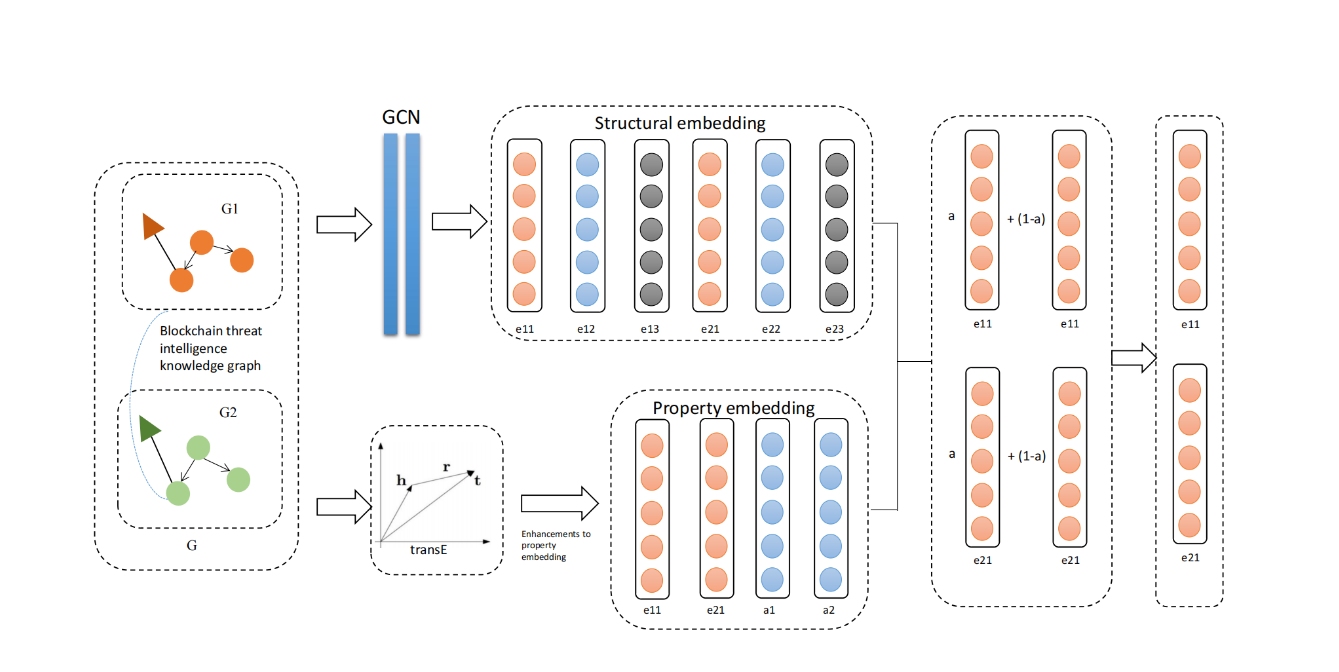 GCN
Structural embedding
e11 e12 e13 e21 e22 e23
G1
Blockchain threat
intelligence
knowledge graph
G2
G
h r t
transE
Enhancements to
property
embedding
Property embedding
e11 e21 a1 a2
a + (1-a)
e11 e11
a + (1-a)
e21 e21
e11
e21